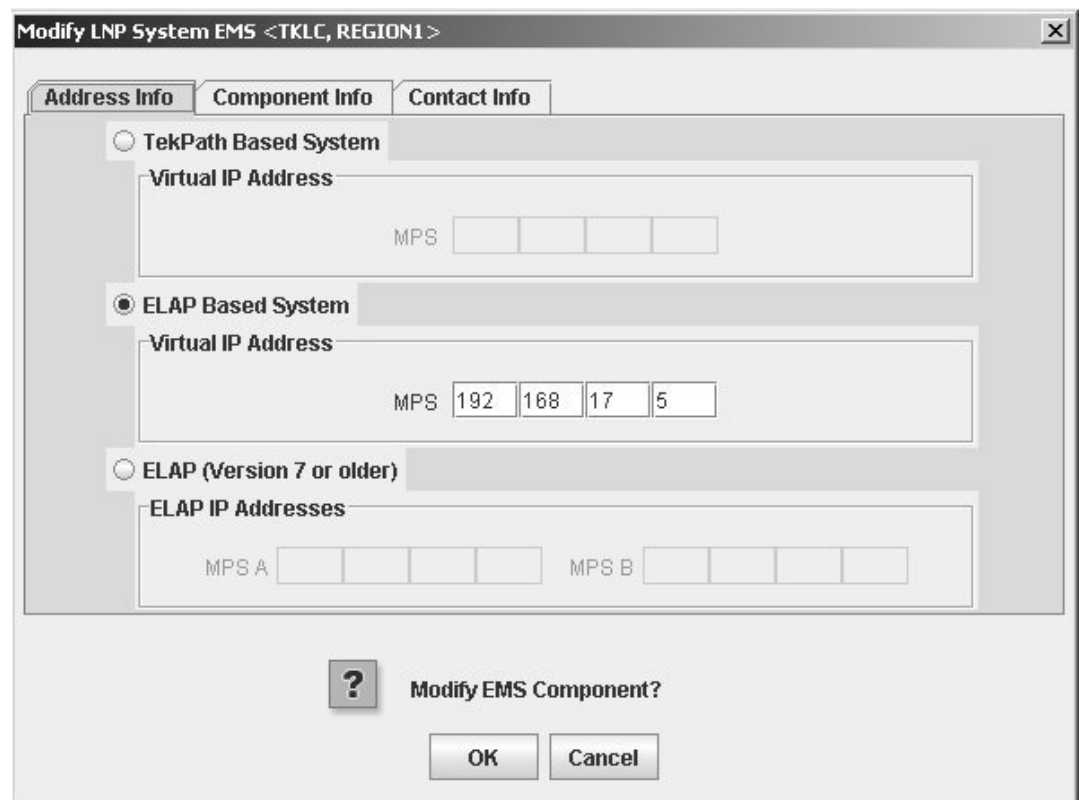 Modify LNP System EMS <TKLC, REGION1>
Address Info Component Info Contact Info
TekPath Based System
Virtual IP Address
MPS
ELAP Based System
Virtual IP Address
MPS 192 168 17 5
ELAP (Version 7 or older)
ELAP IP Addresses
MPS A MPS B
? Modify EMS Component?
OK Cancel